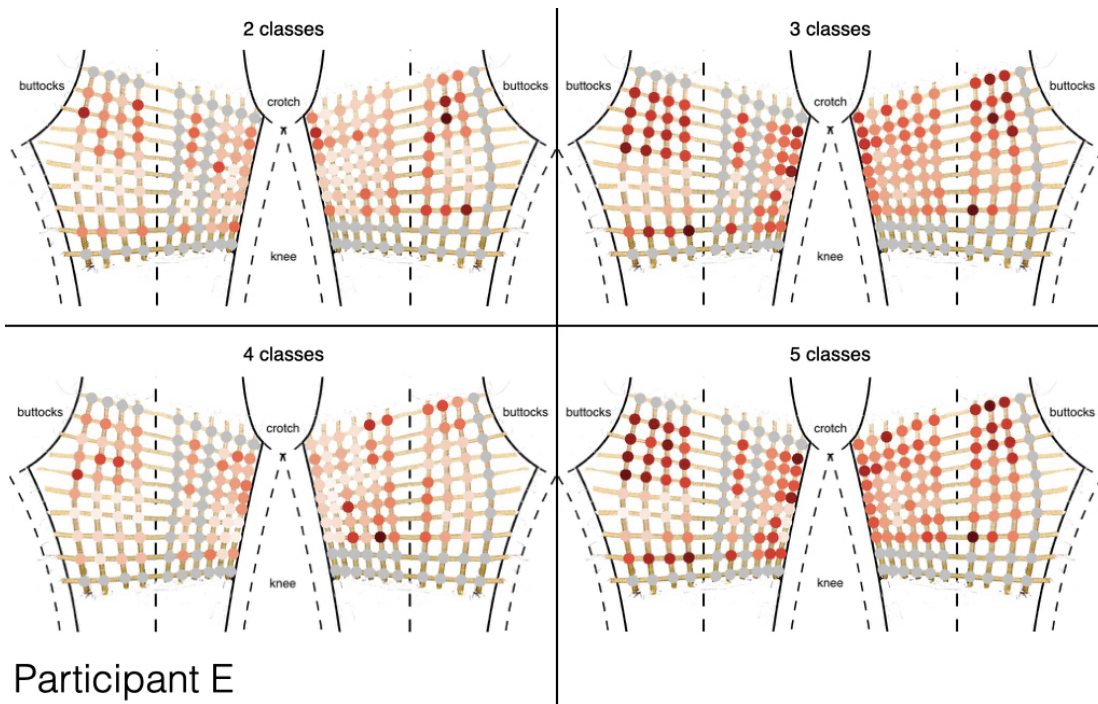 2 classes
buttocks
crotch
buttocks
knee
3 classes
buttocks
crotch
buttocks
knee
4 classes
buttocks
crotch
buttocks
knee
5 classes
buttocks
crotch
buttocks
knee
Participant E